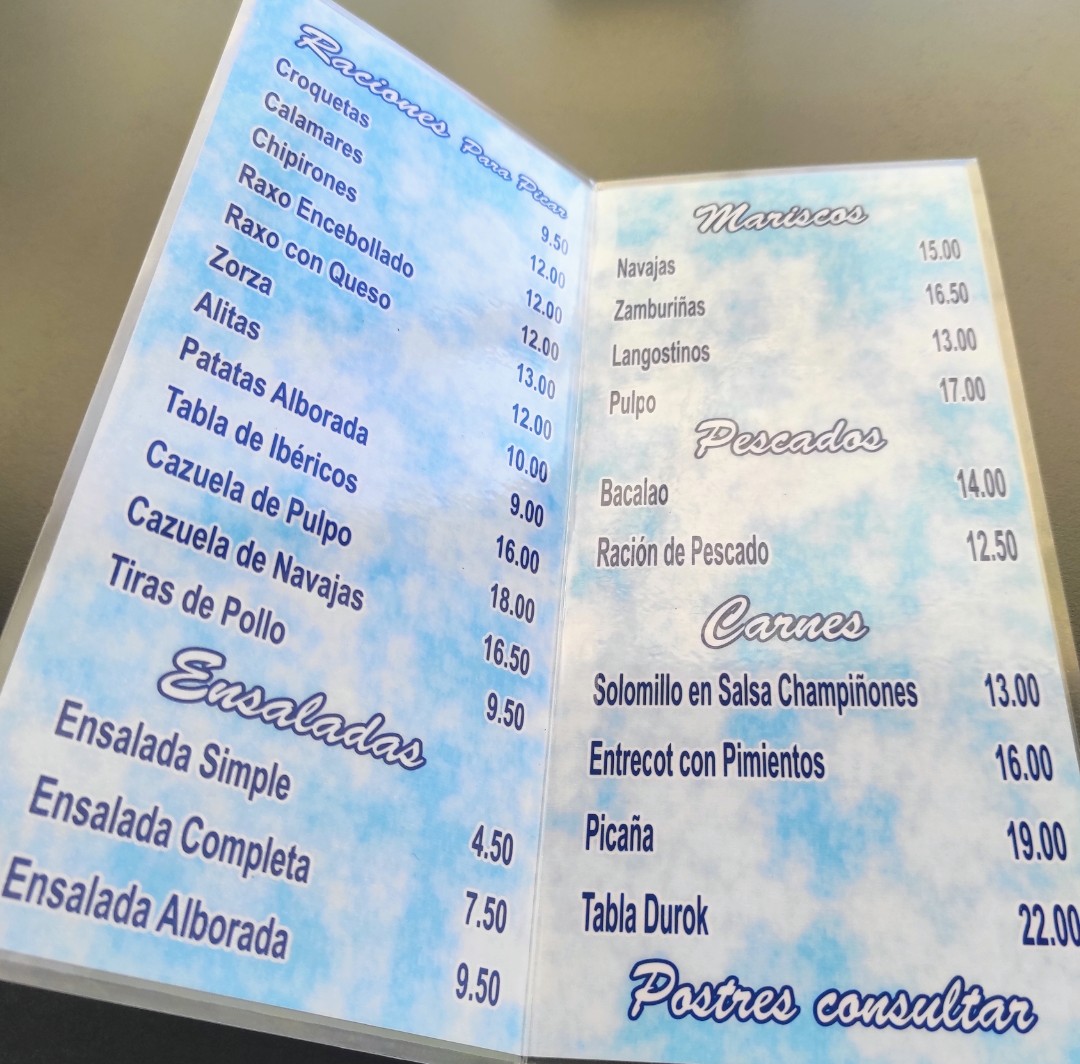 Raciones Para Picar
Croquetas 9.50
Calamares 12.00
Chipirones 12.00
Raxo Encebollado 12.00
Raxo con Queso 13.00
Zorza 12.00
Alitas 10.00
Patatas Alborada 9.00
Tabla de Ibéricos 16.00
Cazuela de Pulpo 18.00
Cazuela de Navajas 16.50
Tiras de Pollo 9.50
Ensaladas
Ensalada Simple 4.50
Ensalada Completa 7.50
Ensalada Alborada 9.50
Mariscos
Navajas 15.00
Zamburiñas 16.50
Langostinos 13.00
Pulpo 17.00
Pescados
Bacalao 14.00
Ración de Pescado 12.50
Carnes
Solomillo en Salsa Champiñones 13.00
Entrecot con Pimientos 16.00
Picaña 19.00
Tabla Durok 22.00
Postres consultar